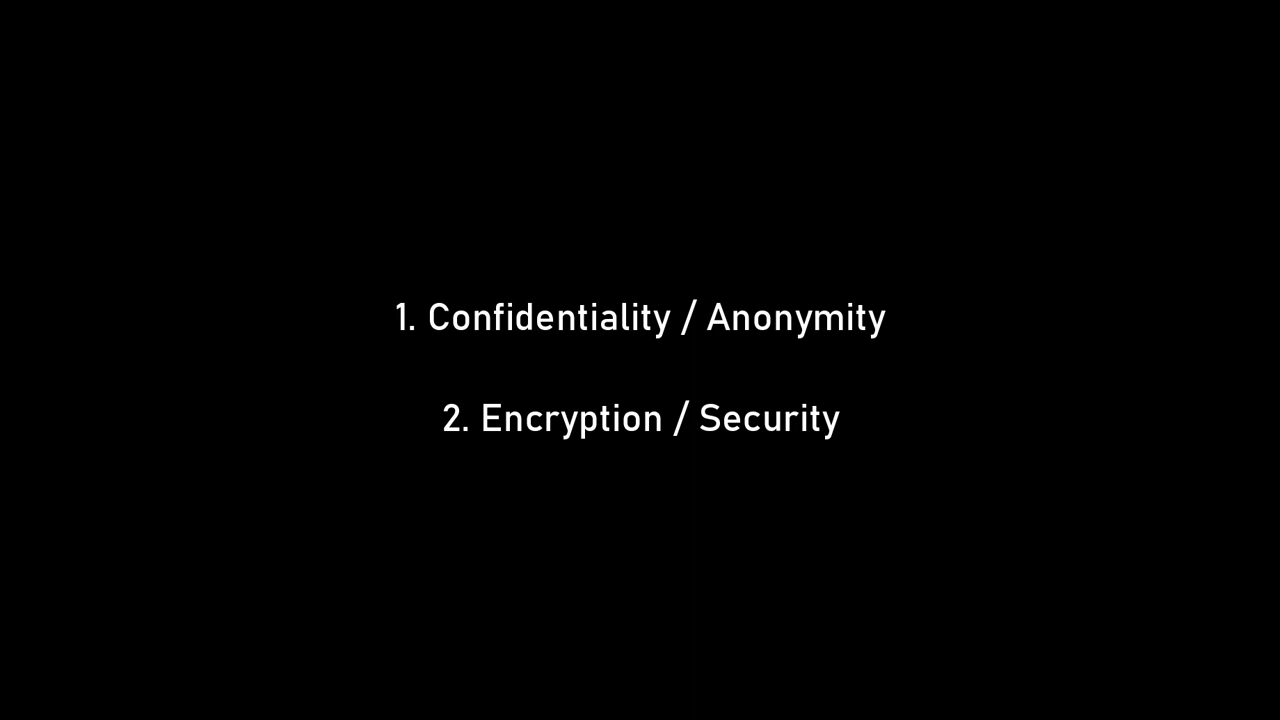 1. Confidentiality / Anonymity
2. Encryption / Security